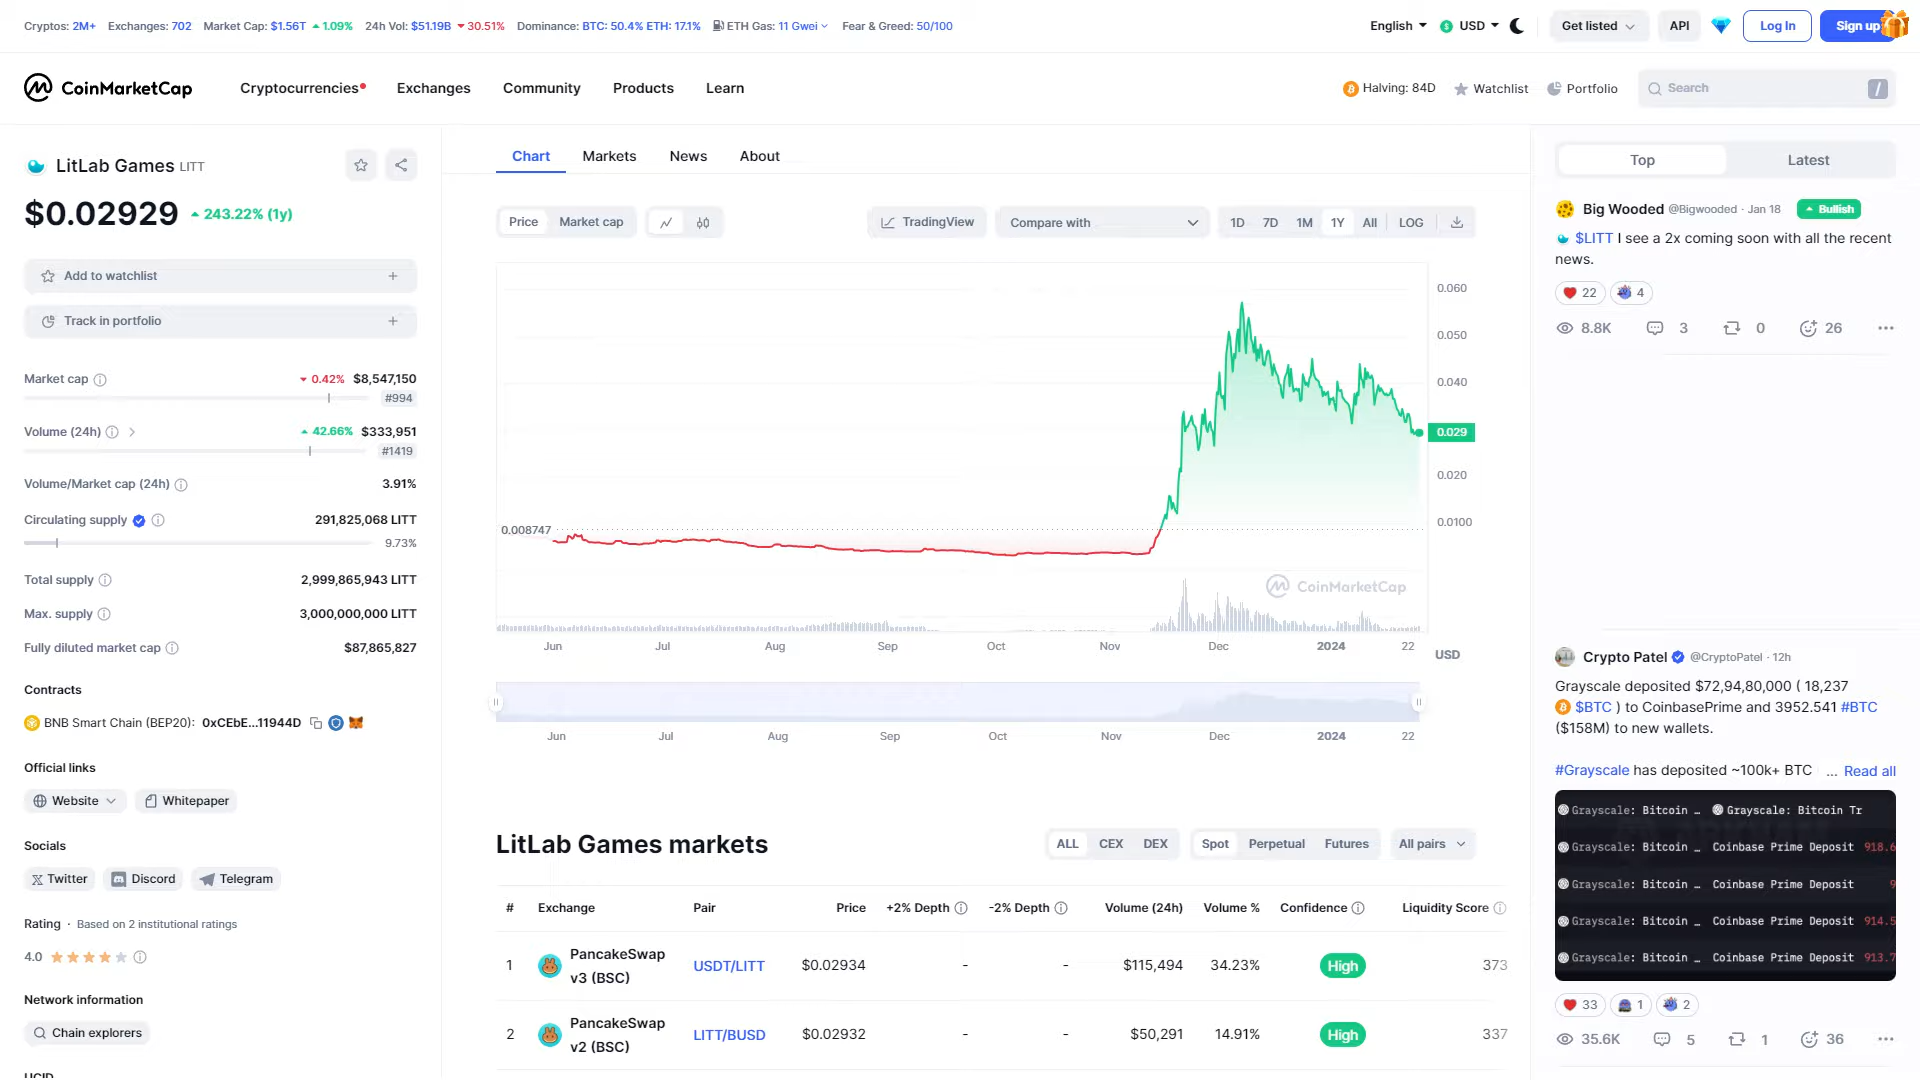 Cryptos: 2M+ Exchanges: 702 Market Cap: $1.56T 1.09% 24h Vol: $51.19B 30.51% Dominance: BTC: 50.4% ETH: 17.1% ETH Gas: 11 Gwei Fear & Greed: 50/100
English USD Get listed API Log In Sign up
CoinMarketCap Cryptocurrencies Exchanges Community Products Learn
Halving: 84D Watchlist Portfolio Search /
LitLab Games LITT
$0.02929 243.22% (1y)
Add to watchlist +
Track in portfolio +
Market cap 0.42% $8,547,150
#994
Volume (24h) 42.66% $333,951
#1419
Volume/Market cap (24h) 3.91%
Circulating supply 291,825,068 LITT
9.73%
Total supply 2,999,865,943 LITT
Max. supply 3,000,000,000 LITT
Fully diluted market cap $87,865,827
Contracts
BNB Smart Chain (BEP20): 0xCEbE...11944D
Official links
Website Whitepaper
Socials
Twitter Discord Telegram
Rating · Based on 2 institutional ratings
4.0
Network information
Chain explorers
UCID
Chart Markets News About
Price Market cap TradingView Compare with 1D 7D 1M 1Y All LOG
0.060
0.050
0.040
0.029
0.020
0.0100
0.008747
CoinMarketCap
Jun Jul Aug Sep Oct Nov Dec 2024 22
USD
Jun Jul Aug Sep Oct Nov Dec 2024 22
LitLab Games markets
ALL CEX DEX Spot Perpetual Futures All pairs
# Exchange Pair Price +2% Depth -2% Depth Volume (24h) Volume % Confidence Liquidity Score
1 PancakeSwap v3 (BSC) USDT/LITT $0.02934 - - $115,494 34.23% High 373
2 PancakeSwap v2 (BSC) LITT/BUSD $0.02932 - - $50,291 14.91% High 337
Top Latest
Big Wooded @Bigwooded · Jan 18 Bullish
$LITT I see a 2x coming soon with all the recent
news.
22 4
8.8K 3 0 26
Crypto Patel @CryptoPatel · 12h
Grayscale deposited $72,94,80,000 ( 18,237
$BTC ) to CoinbasePrime and 3952.541 #BTC
($158M) to new wallets.
#Grayscale has deposited ~100k+ BTC ... Read all
Grayscale: Bitcoin … Grayscale: Bitcoin Tr
Grayscale: Bitcoin … Coinbase Prime Deposit 918.6
Grayscale: Bitcoin … Coinbase Prime Deposit 9
Grayscale: Bitcoin … Coinbase Prime Deposit 914.5
Grayscale: Bitcoin … Coinbase Prime Deposit 913.7
33 1 2
35.6K 5 1 36